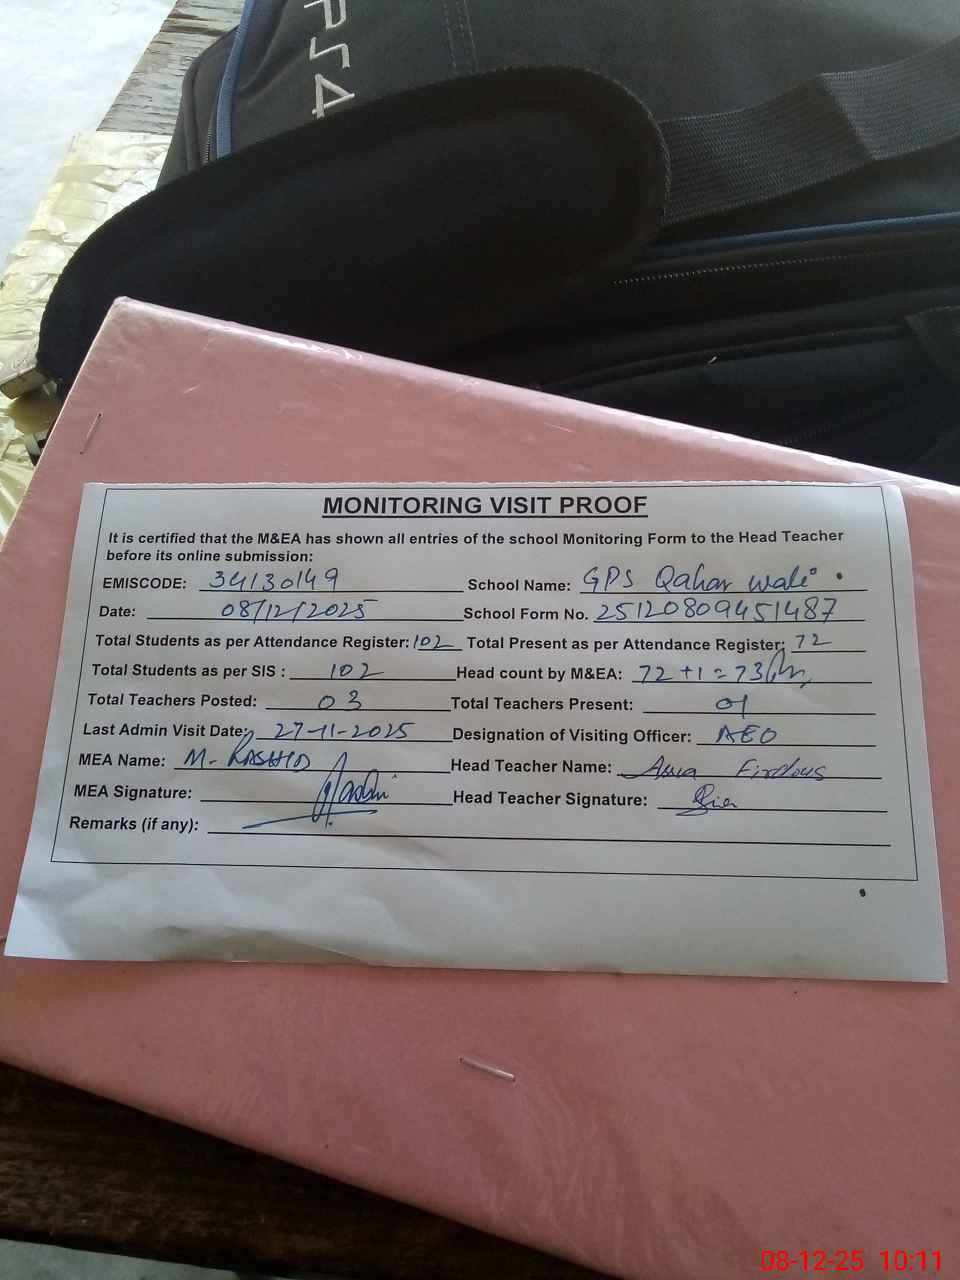 PS4
MONITORING VISIT PROOF
It is certified that the M&EA has shown all entries of the school Monitoring Form to the Head Teacher
before its online submission:
EMISCODE: 34130149 School Name: GPS Qahar wali
Date: 08/12/2025 School Form No. 25120809451487
Total Students as per Attendance Register: 102 Total Present as per Attendance Register: 72
Total Students as per SIS : 102 Head count by M&EA: 72 +1 = 73
Total Teachers Posted: 03 Total Teachers Present: 01
Last Admin Visit Date: 27-11-2025 Designation of Visiting Officer: AEO
MEA Name: M. RASHID Head Teacher Name: Asia Firdous
MEA Signature: Head Teacher Signature:
Remarks (if any):
08-12-25 10:11